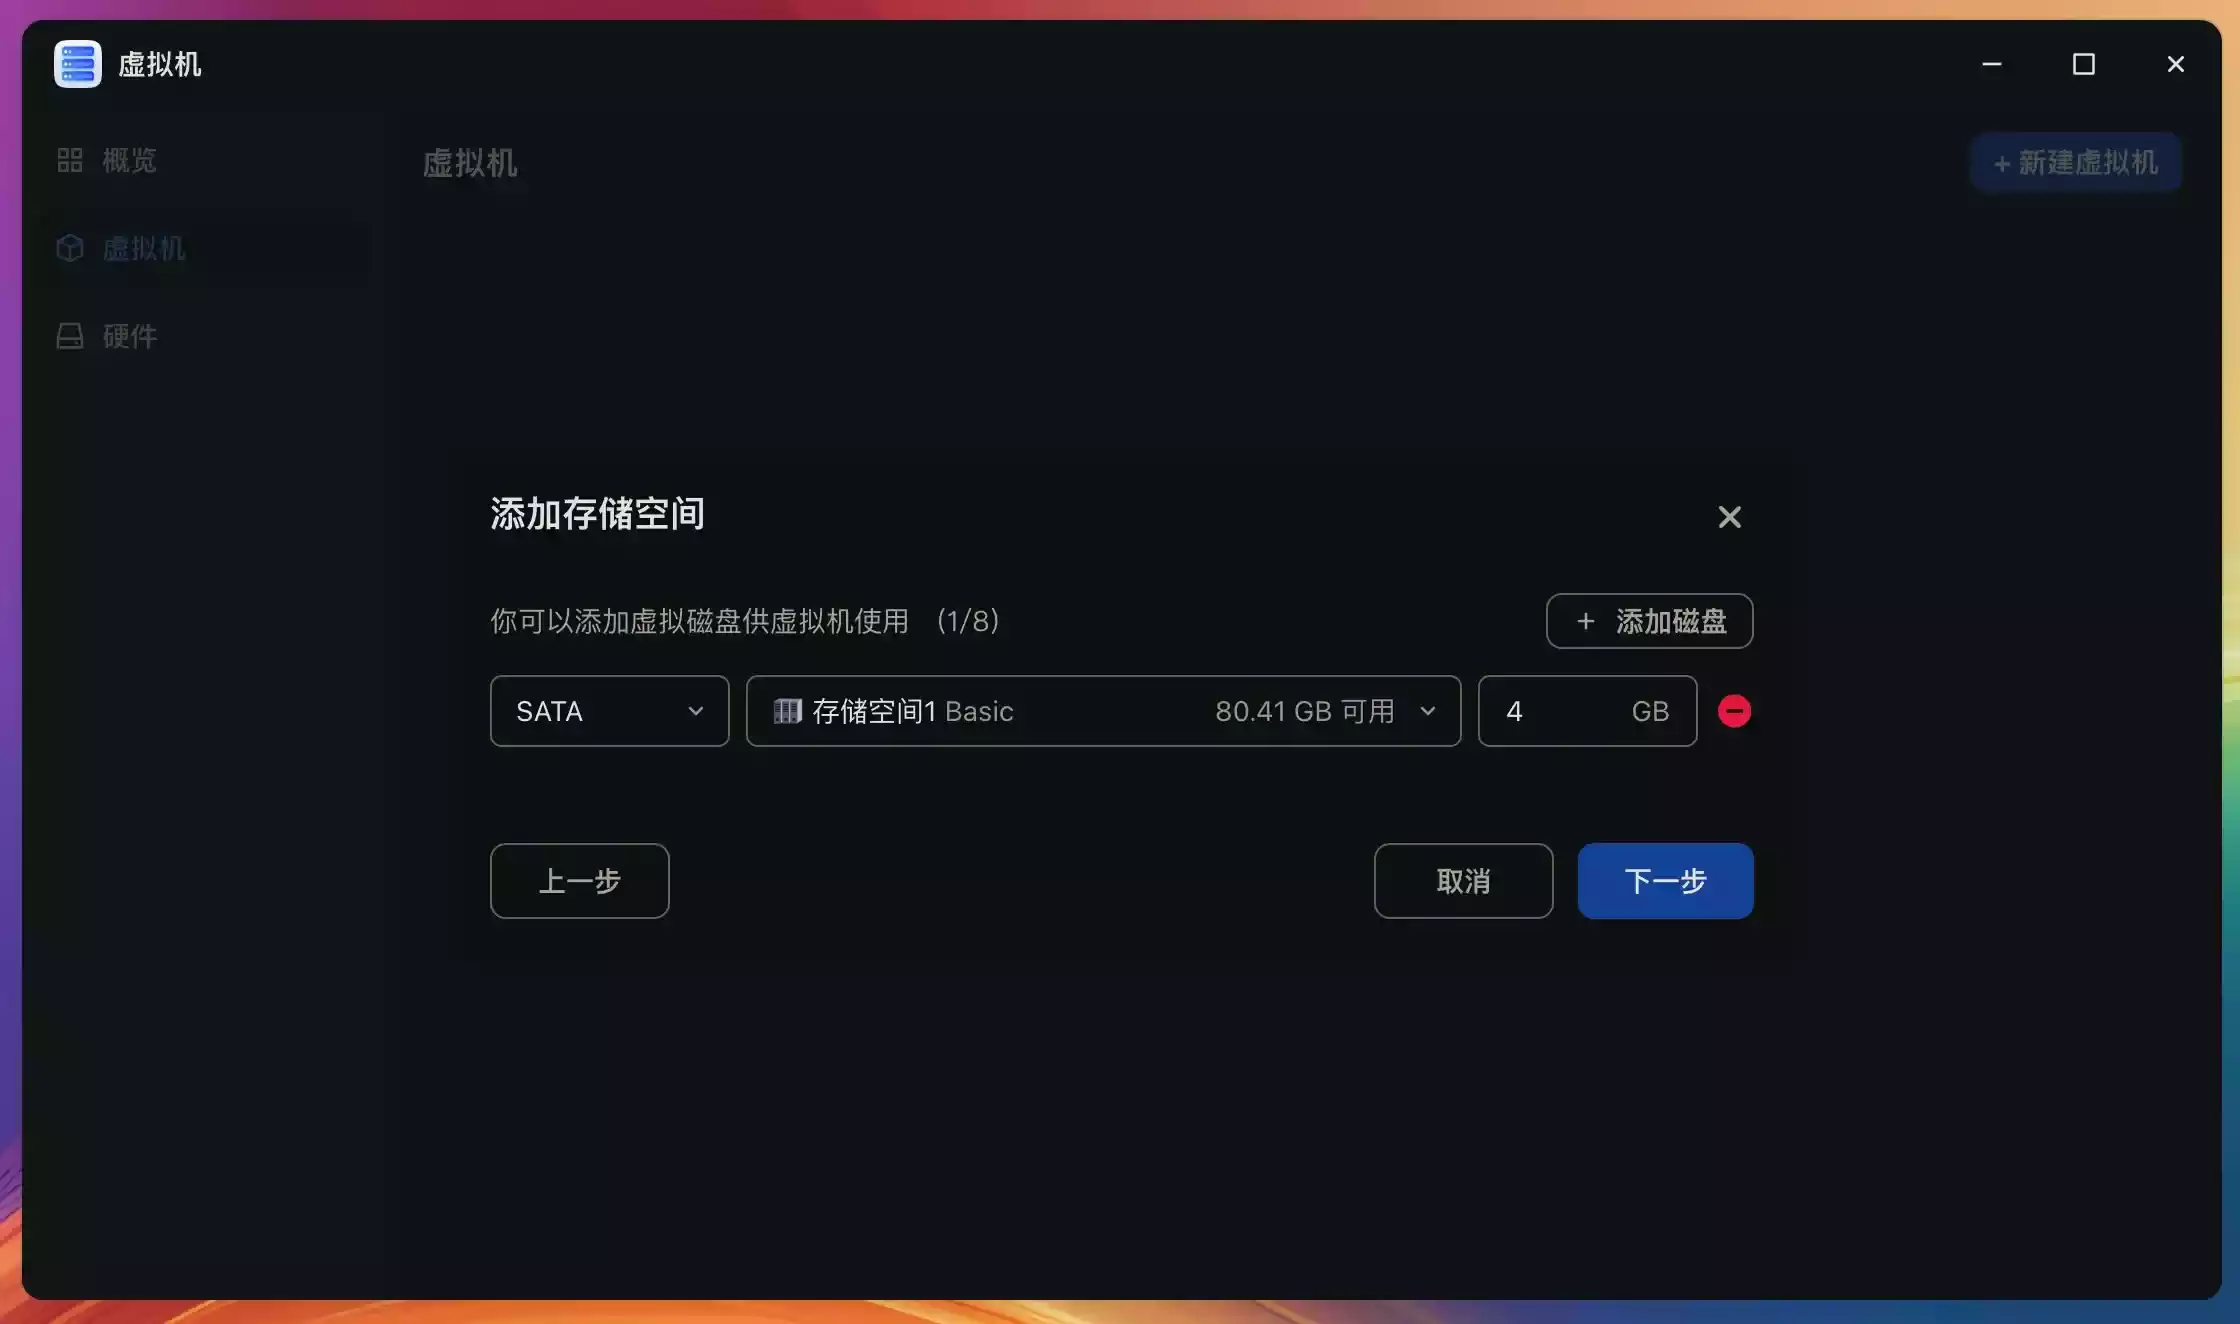 虚拟机
概览
虚拟机
硬件
虚拟机
+ 新建虚拟机
添加存储空间
你可以添加虚拟磁盘供虚拟机使用 (1/8)
+ 添加磁盘
SATA
存储空间1 Basic 80.41 GB 可用
4 GB
上一步
取消
下一步